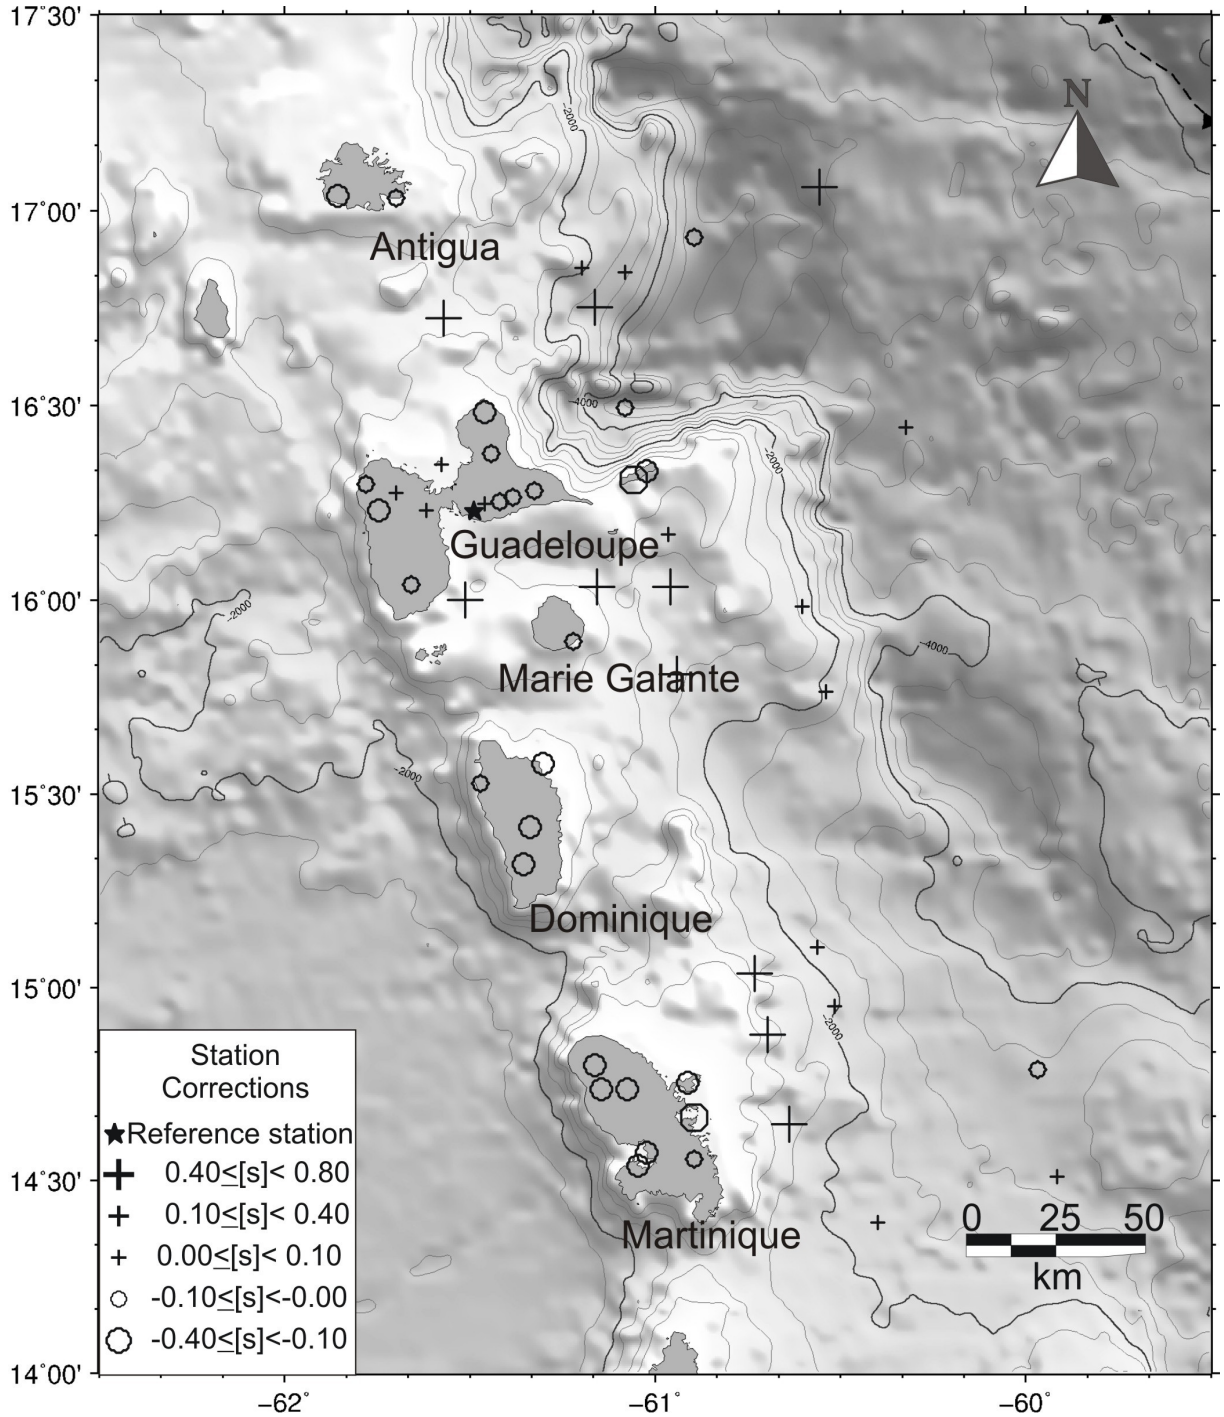 17˚30'
17˚00'
16˚30'
16˚00'
15˚30'
15˚00'
14˚30'
14˚00'
-62˚
-61˚
-60˚
N
-2000
Antigua
-4000
-2000
Guadeloupe
-2000
-4000
Marie Galante
-2000
Dominique
-2000
Martinique
0 25 50
km
Station
Corrections
Reference station
0.40≤[s]< 0.80
0.10≤[s]< 0.40
0.00≤[s]< 0.10
-0.10≤[s]<-0.00
-0.40≤[s]<-0.10